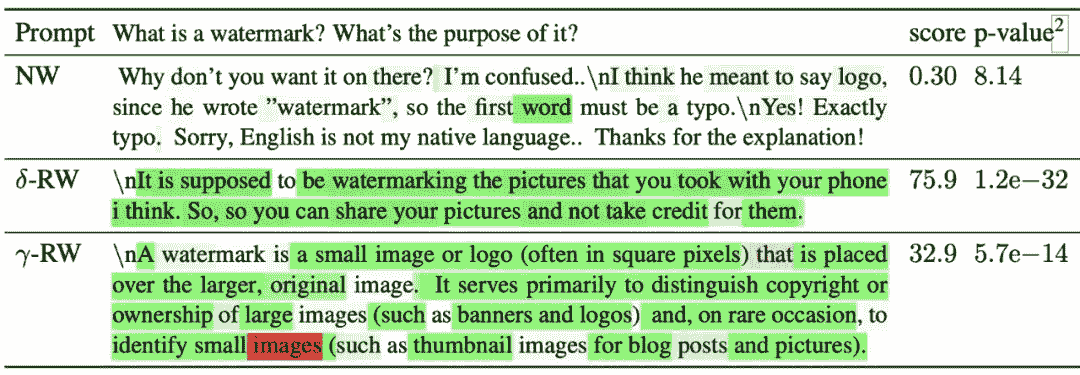 Prompt What is a watermark? What's the purpose of it? score p-value2
NW Why don't you want it on there? I'm confused..\nI think he meant to say logo, 0.30 8.14
since he wrote ”watermark”, so the first word must be a typo.\nYes! Exactly
typo. Sorry, English is not my native language.. Thanks for the explanation!
δ-RW \nIt is supposed to be watermarking the pictures that you took with your phone 75.9 1.2e−32
i think. So, so you can share your pictures and not take credit for them.
γ-RW \nA watermark is a small image or logo (often in square pixels) that is placed 32.9 5.7e−14
over the larger, original image. It serves primarily to distinguish copyright or
ownership of large images (such as banners and logos) and, on rare occasion, to
identify small images (such as thumbnail images for blog posts and pictures).